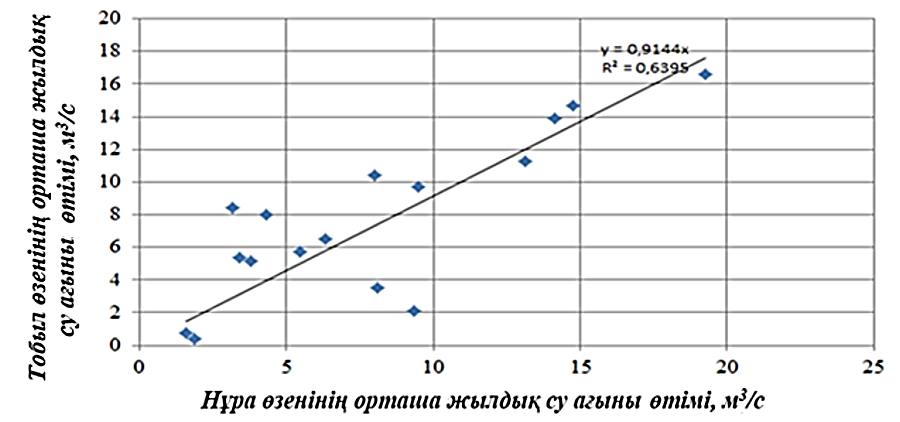 Тобыл өзенінің орташа жылдық
су ағыны өтімі, м³/с
20
18
16
14
12
10
8
6
4
2
0
y = 0,9144x
R² = 0,6395
0 5 10 15 20 25
Нұра өзенінің орташа жылдық су ағыны өтімі, м³/с